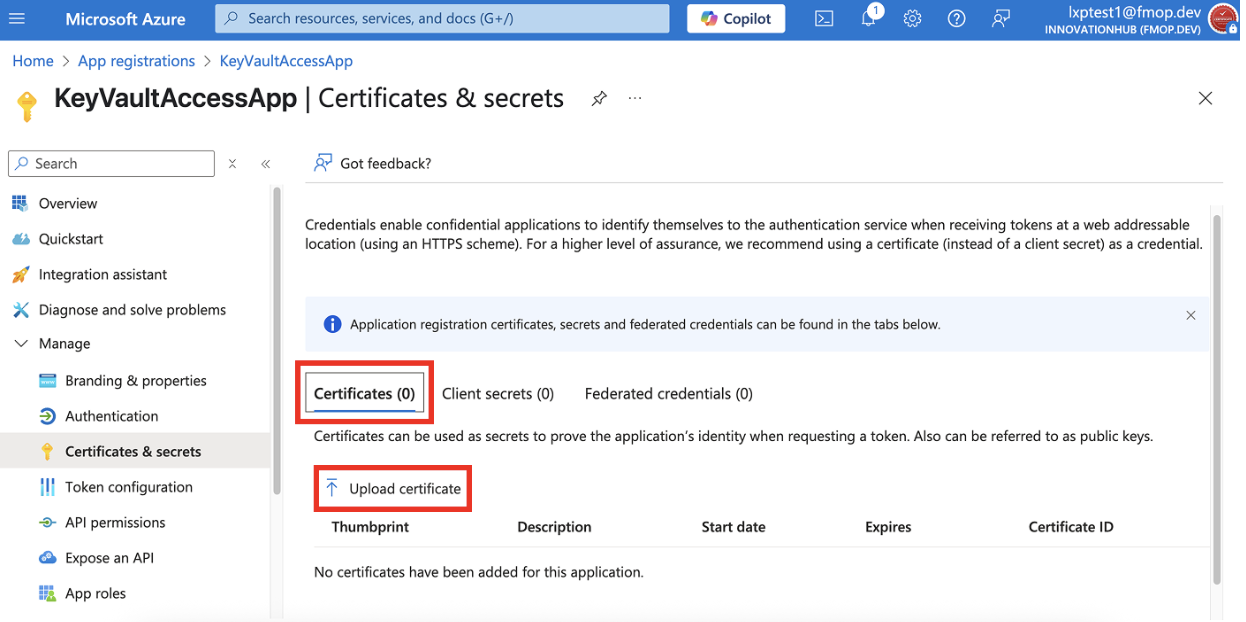 Microsoft Azure
Search resources, services, and docs (G+/)
Copilot
1
lxptest1@fmop.dev
INNOVATIONHUB (FMOP.DEV)
Home > App registrations > KeyVaultAccessApp
KeyVaultAccessApp | Certificates & secrets
Search
Got feedback?
Overview
Quickstart
Integration assistant
Diagnose and solve problems
Manage
Branding & properties
Authentication
Certificates & secrets
Token configuration
API permissions
Expose an API
App roles
Credentials enable confidential applications to identify themselves to the authentication service when receiving tokens at a web addressable
location (using an HTTPS scheme). For a higher level of assurance, we recommend using a certificate (instead of a client secret) as a credential.
Application registration certificates, secrets and federated credentials can be found in the tabs below.
Certificates (0) Client secrets (0) Federated credentials (0)
Certificates can be used as secrets to prove the application's identity when requesting a token. Also can be referred to as public keys.
Upload certificate
Thumbprint Description Start date Expires Certificate ID
No certificates have been added for this application.